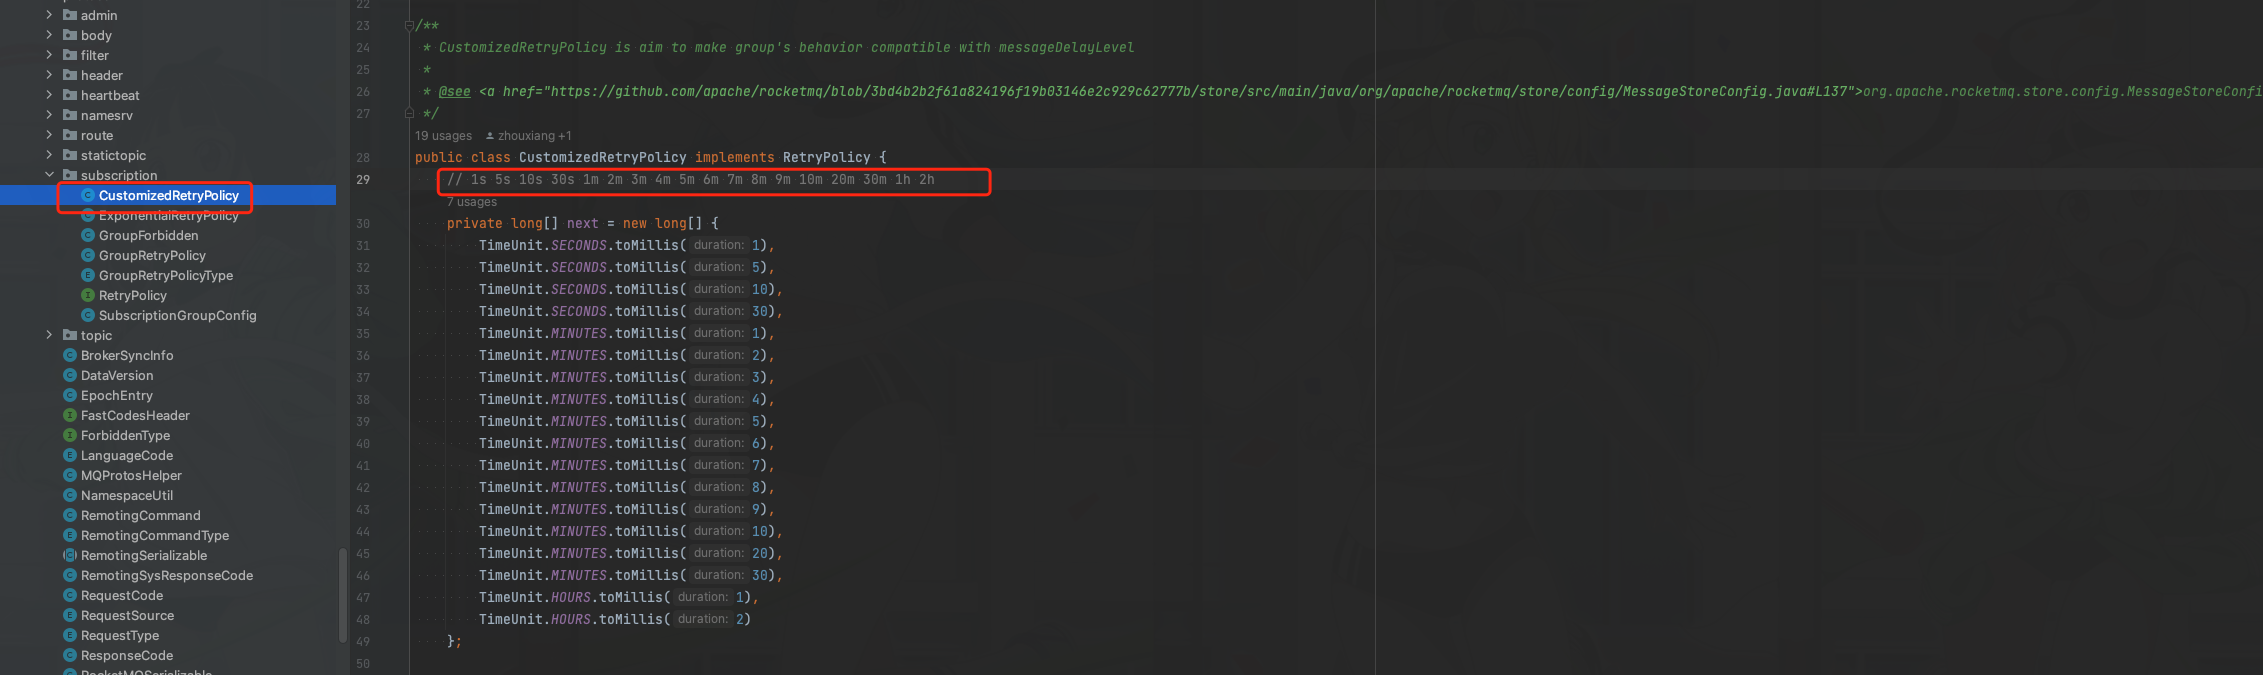 admin
body
filter
header
heartbeat
namesrv
route
statictopic
subscription
CustomizedRetryPolicy
ExponentialRetryPolicy
GroupForbidden
GroupRetryPolicy
GroupRetryPolicyType
RetryPolicy
SubscriptionGroupConfig
topic
BrokerSyncInfo
DataVersion
EpochEntry
FastCodesHeader
ForbiddenType
LanguageCode
MQProtosHelper
NamespaceUtil
RemotingCommand
RemotingCommandType
RemotingSerializable
RemotingSysResponseCode
RequestCode
RequestSource
RequestType
ResponseCode
RocketMQSerializable
22
23 /**
24 * CustomizedRetryPolicy is aim to make group's behavior compatible with messageDelayLevel
25 *
26 * @see <a href="https://github.com/apache/rocketmq/blob/3bd4b2b2f61a824196f19b03146e2c929c62777b/store/src/main/java/org/apache/rocketmq/store/config/MessageStoreConfig.java#L137">org.apache.rocketmq.store.config.MessageStoreConfi
27 */
19 usages zhouxiang +1
28 public class CustomizedRetryPolicy implements RetryPolicy {
29 // 1s 5s 10s 30s 1m 2m 3m 4m 5m 6m 7m 8m 9m 10m 20m 30m 1h 2h
7 usages
30 private long[] next = new long[] {
31 TimeUnit.SECONDS.toMillis( duration: 1),
32 TimeUnit.SECONDS.toMillis( duration: 5),
33 TimeUnit.SECONDS.toMillis( duration: 10),
34 TimeUnit.SECONDS.toMillis( duration: 30),
35 TimeUnit.MINUTES.toMillis( duration: 1),
36 TimeUnit.MINUTES.toMillis( duration: 2),
37 TimeUnit.MINUTES.toMillis( duration: 3),
38 TimeUnit.MINUTES.toMillis( duration: 4),
39 TimeUnit.MINUTES.toMillis( duration: 5),
40 TimeUnit.MINUTES.toMillis( duration: 6),
41 TimeUnit.MINUTES.toMillis( duration: 7),
42 TimeUnit.MINUTES.toMillis( duration: 8),
43 TimeUnit.MINUTES.toMillis( duration: 9),
44 TimeUnit.MINUTES.toMillis( duration: 10),
45 TimeUnit.MINUTES.toMillis( duration: 20),
46 TimeUnit.MINUTES.toMillis( duration: 30),
47 TimeUnit.HOURS.toMillis( duration: 1),
48 TimeUnit.HOURS.toMillis( duration: 2)
49 };
50